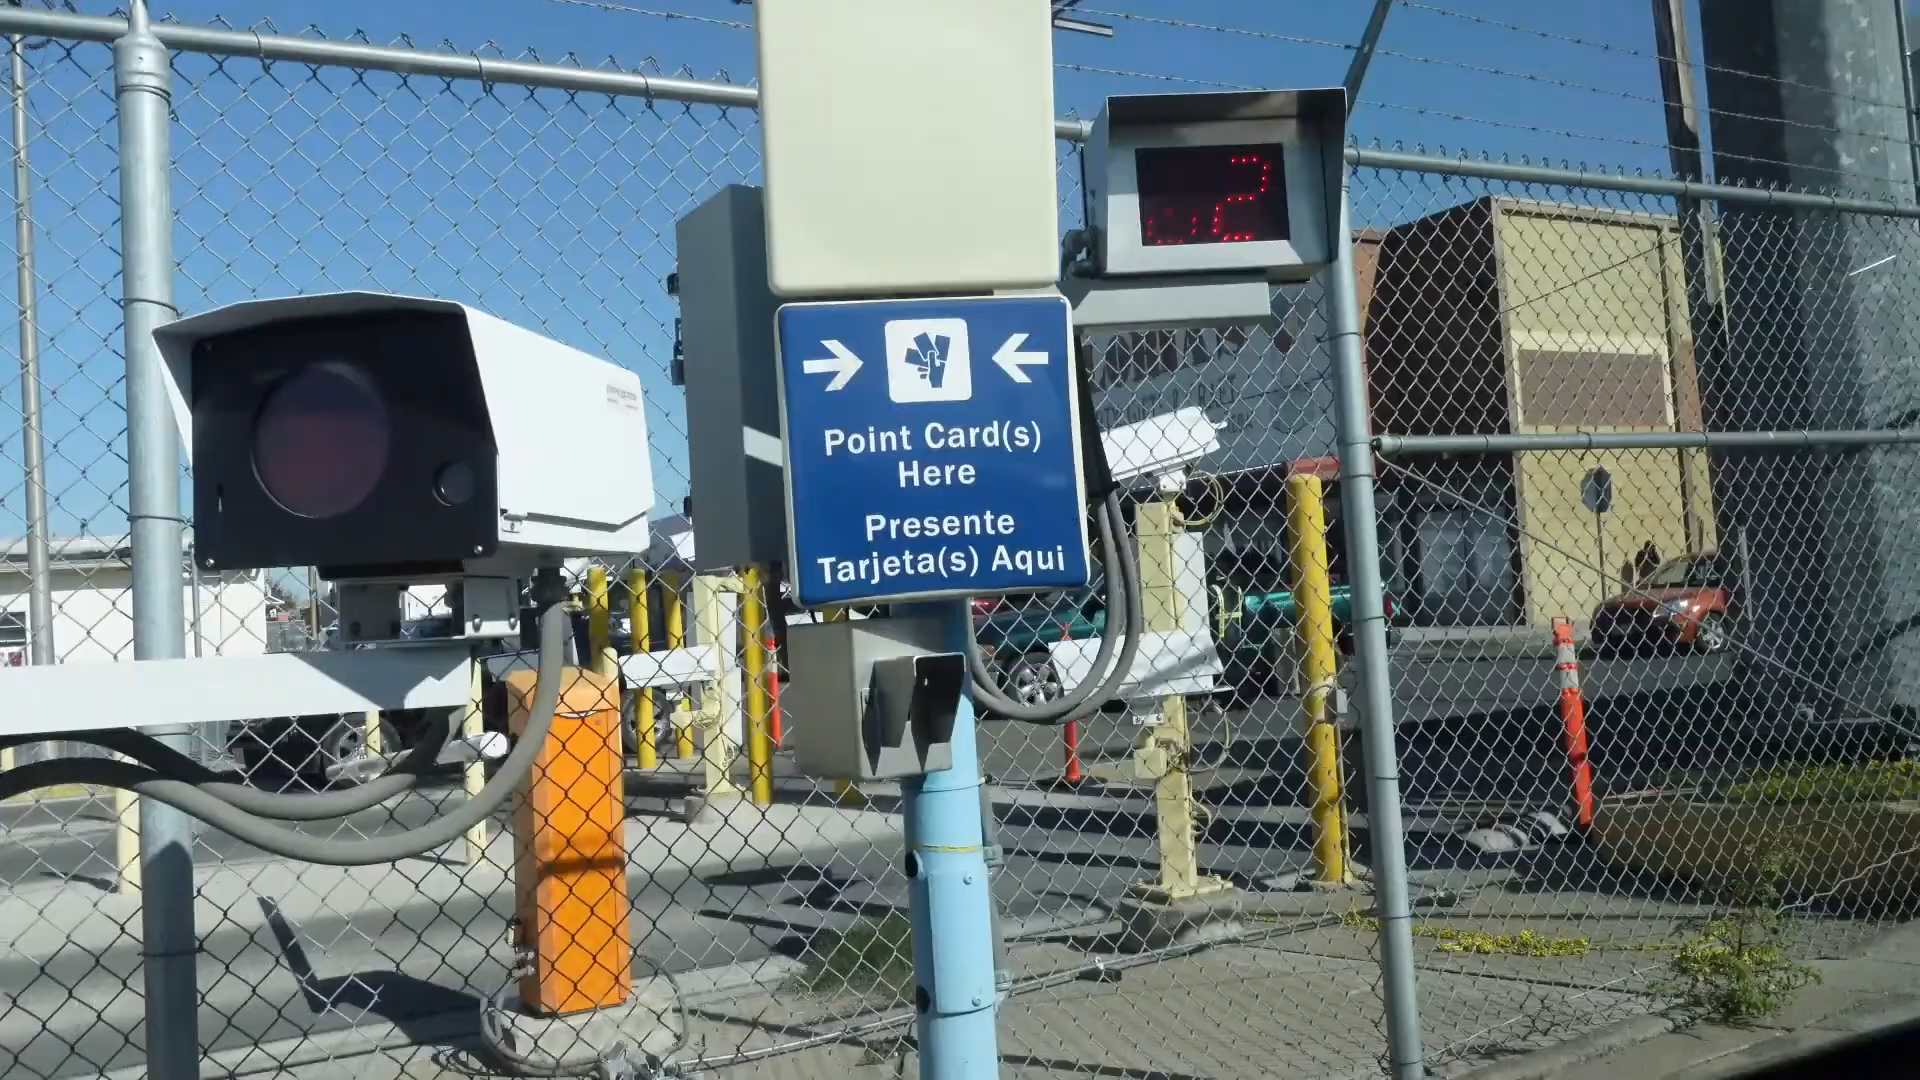 2
Point Card(s)
Here
Presente
Tarjeta(s) Aqui